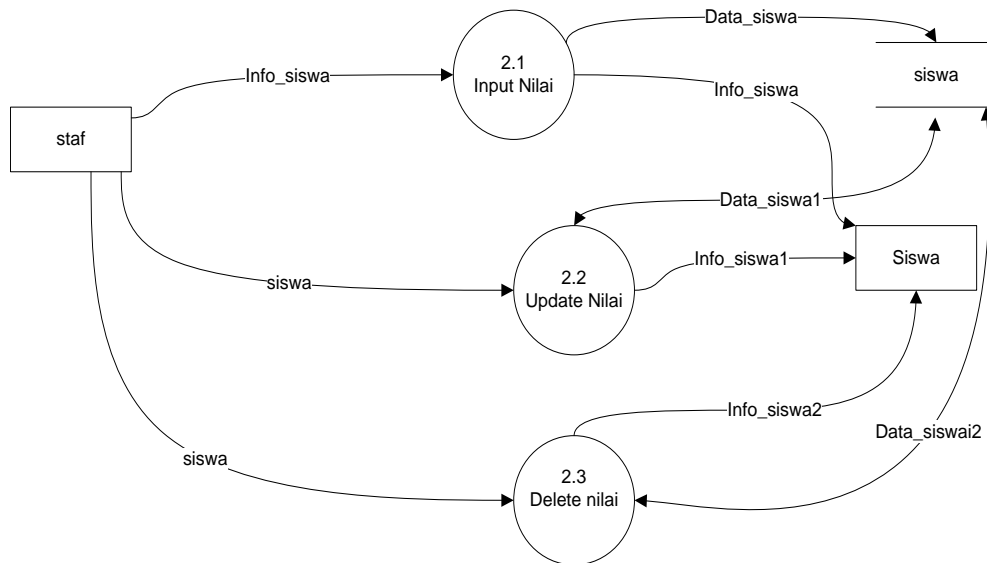 Data_siswa
2.1
Input Nilai
siswa
Info_siswa
Info_siswa
staf
Data_siswa1
2.2
Update Nilai
Info_siswa1
Siswa
siswa
Info_siswa2
Data_siswai2
siswa
2.3
Delete nilai